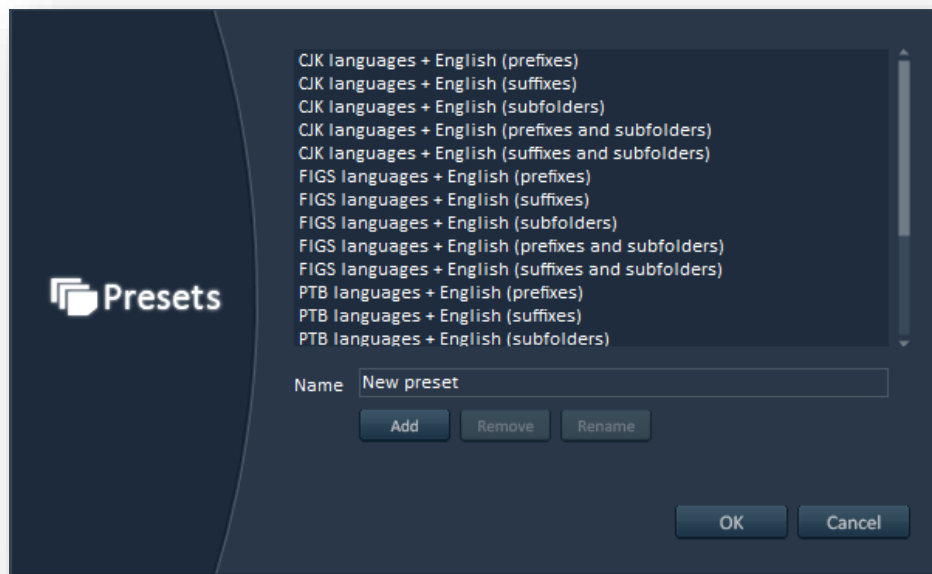 Presets
CJK languages + English (prefixes)
CJK languages + English (suffixes)
CJK languages + English (subfolders)
CJK languages + English (prefixes and subfolders)
CJK languages + English (suffixes and subfolders)
FIGS languages + English (prefixes)
FIGS languages + English (suffixes)
FIGS languages + English (subfolders)
FIGS languages + English (prefixes and subfolders)
FIGS languages + English (suffixes and subfolders)
PTB languages + English (prefixes)
PTB languages + English (suffixes)
PTB languages + English (subfolders)
Name New preset
Add Remove Rename
OK Cancel